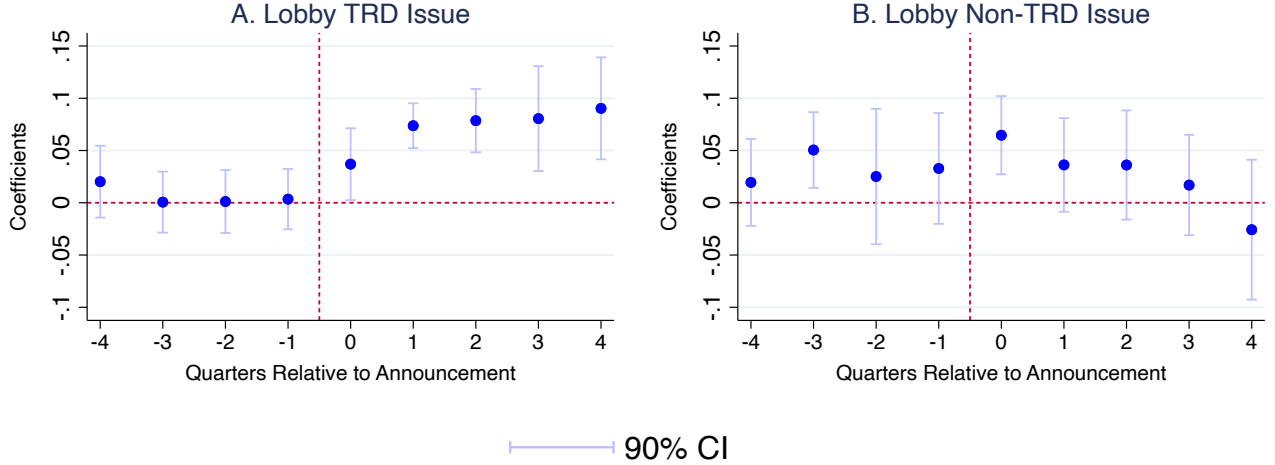 A. Lobby TRD Issue
Coefficients
.15
.1
.05
0
-.05
-.1
-4 -3 -2 -1 0 1 2 3 4
Quarters Relative to Announcement
B. Lobby Non-TRD Issue
Coefficients
.15
.1
.05
0
-.05
-.1
-4 -3 -2 -1 0 1 2 3 4
Quarters Relative to Announcement
90% CI